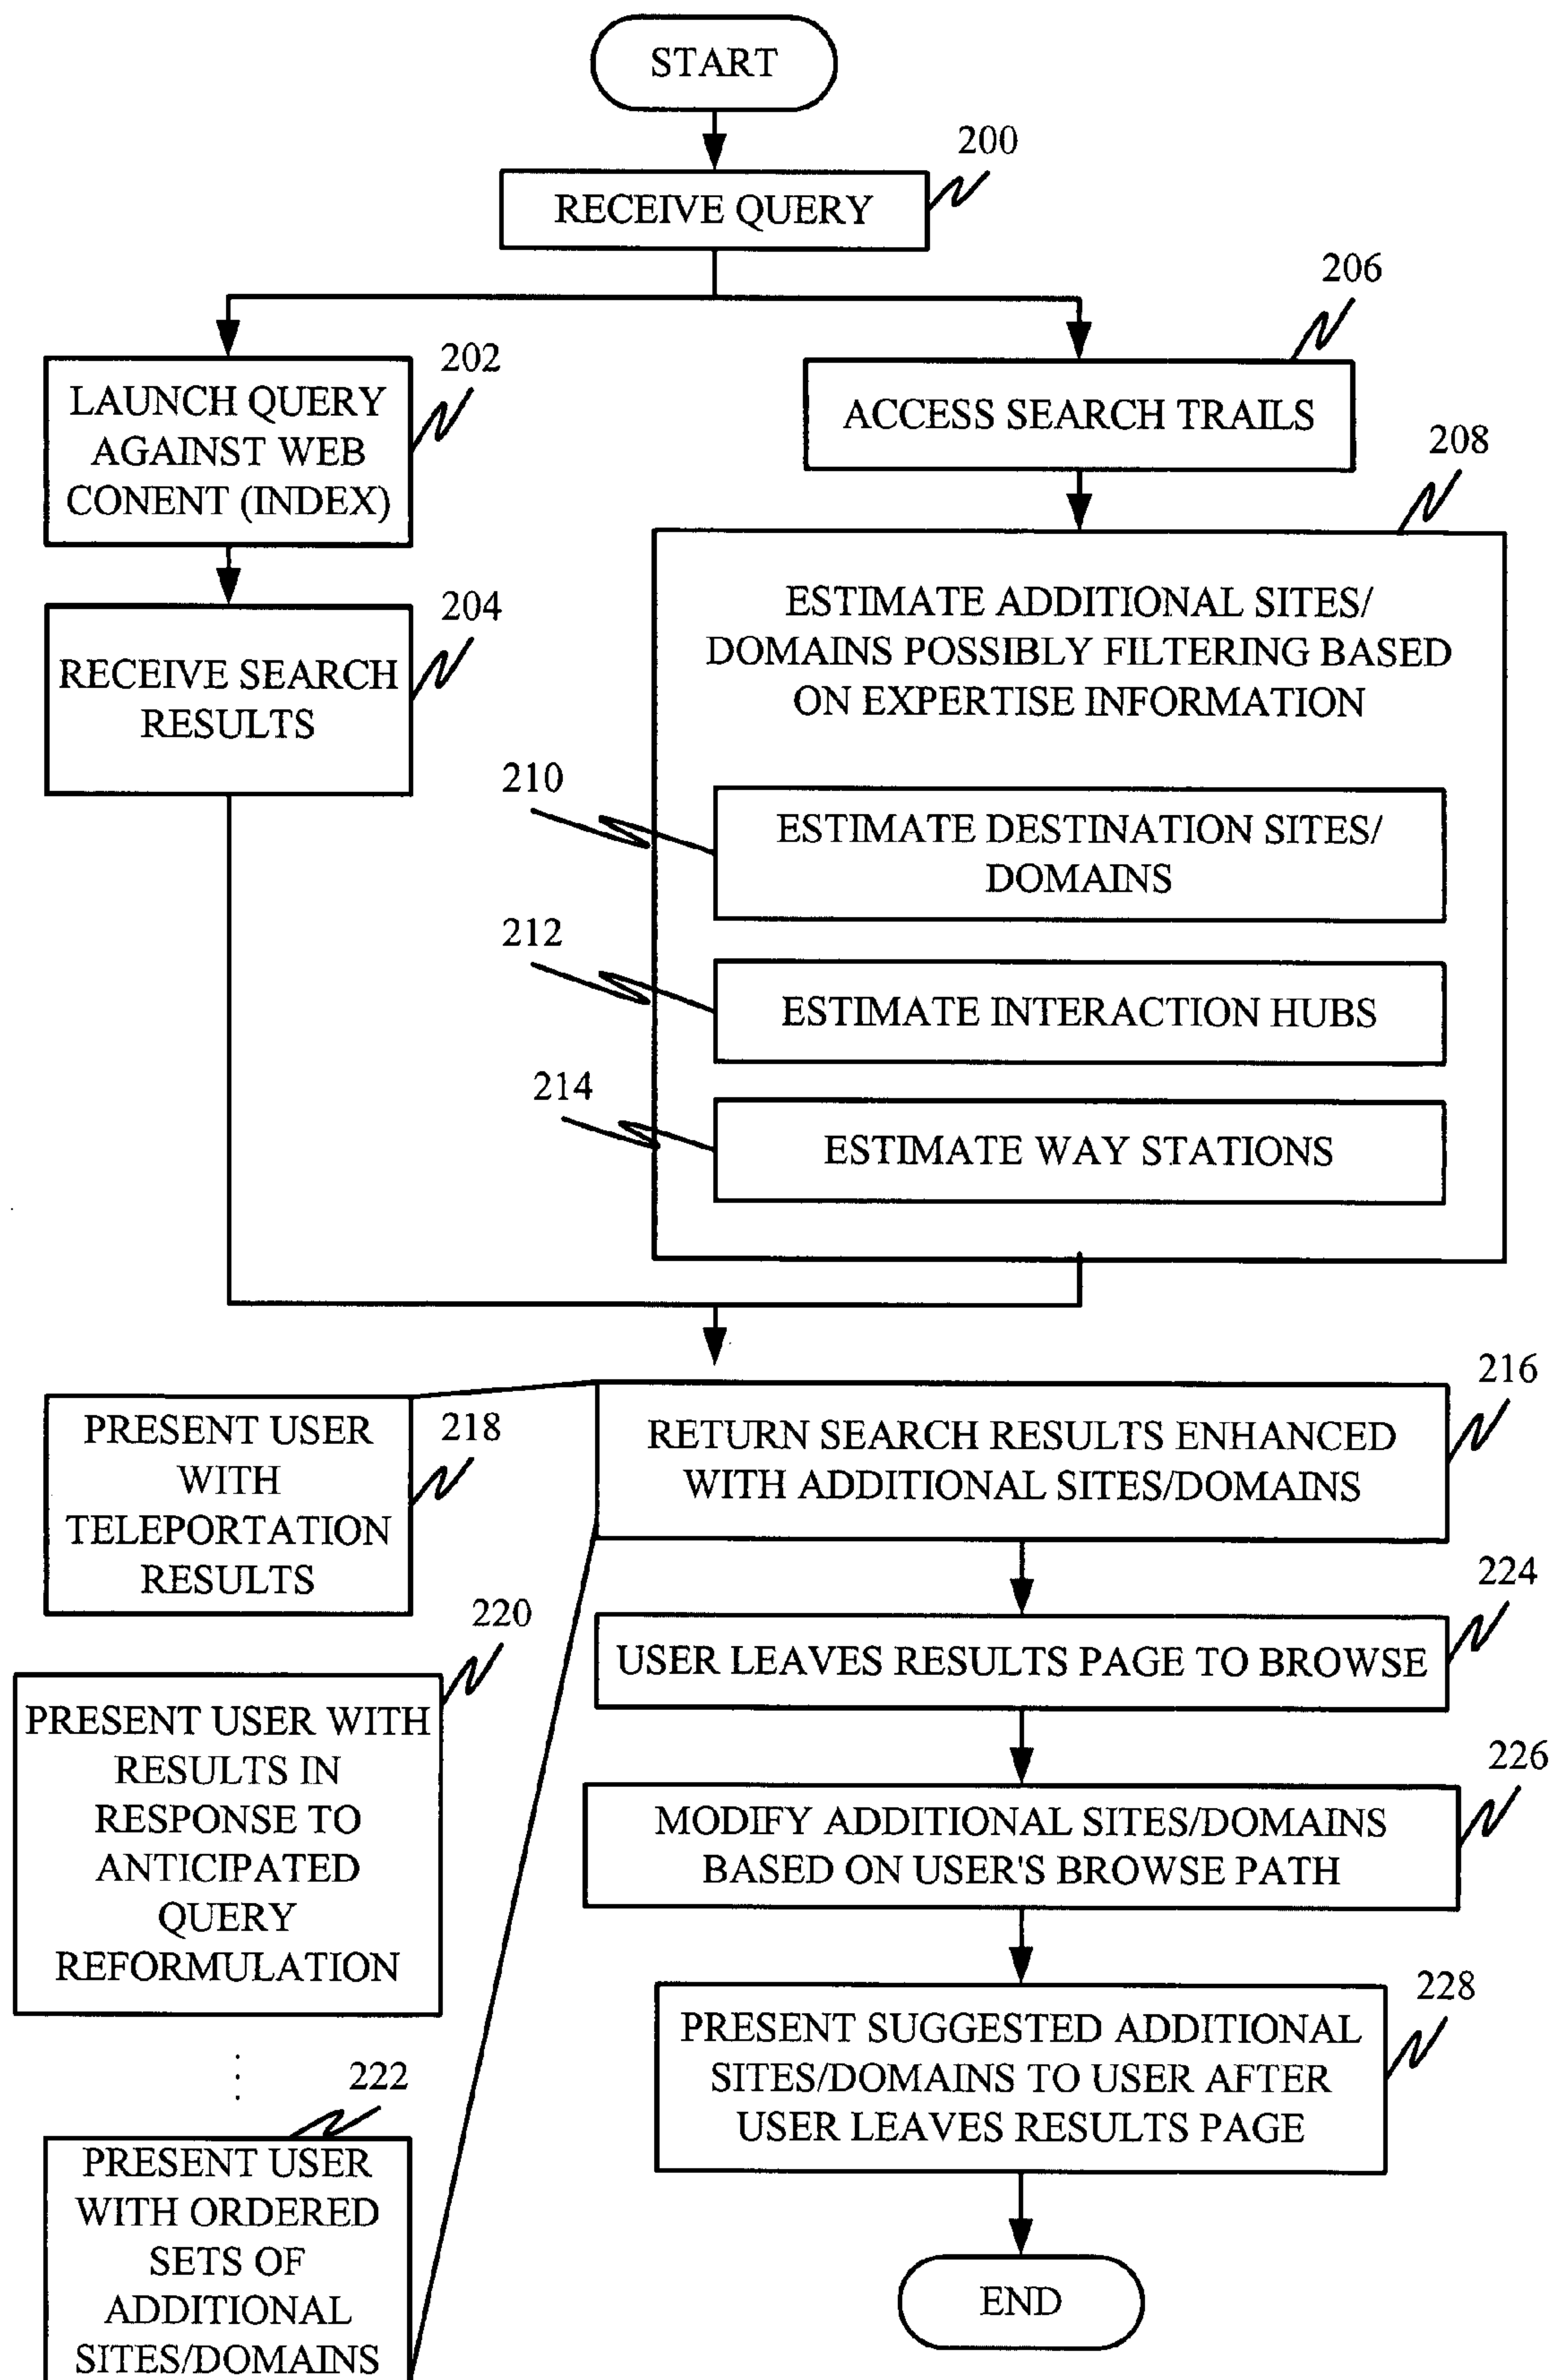 START
200
RECEIVE QUERY
206
202
LAUNCH QUERY
AGAINST WEB
CONENT (INDEX)
ACCESS SEARCH TRAILS
208
204
RECEIVE SEARCH
RESULTS
ESTIMATE ADDITIONAL SITES/
DOMAINS POSSIBLY FILTERING BASED
ON EXPERTISE INFORMATION
210
ESTIMATE DESTINATION SITES/
DOMAINS
212
ESTIMATE INTERACTION HUBS
214
ESTIMATE WAY STATIONS
216
RETURN SEARCH RESULTS ENHANCED
WITH ADDITIONAL SITES/DOMAINS
218
PRESENT USER
WITH
TELEPORTATION
RESULTS
220
PRESENT USER WITH
RESULTS IN
RESPONSE TO
ANTICIPATED
QUERY
REFORMULATION
222
PRESENT USER
WITH ORDERED
SETS OF
ADDITIONAL
SITES/DOMAINS
224
USER LEAVES RESULTS PAGE TO BROWSE
226
MODIFY ADDITIONAL SITES/DOMAINS
BASED ON USER'S BROWSE PATH
228
PRESENT SUGGESTED ADDITIONAL
SITES/DOMAINS TO USER AFTER
USER LEAVES RESULTS PAGE
END